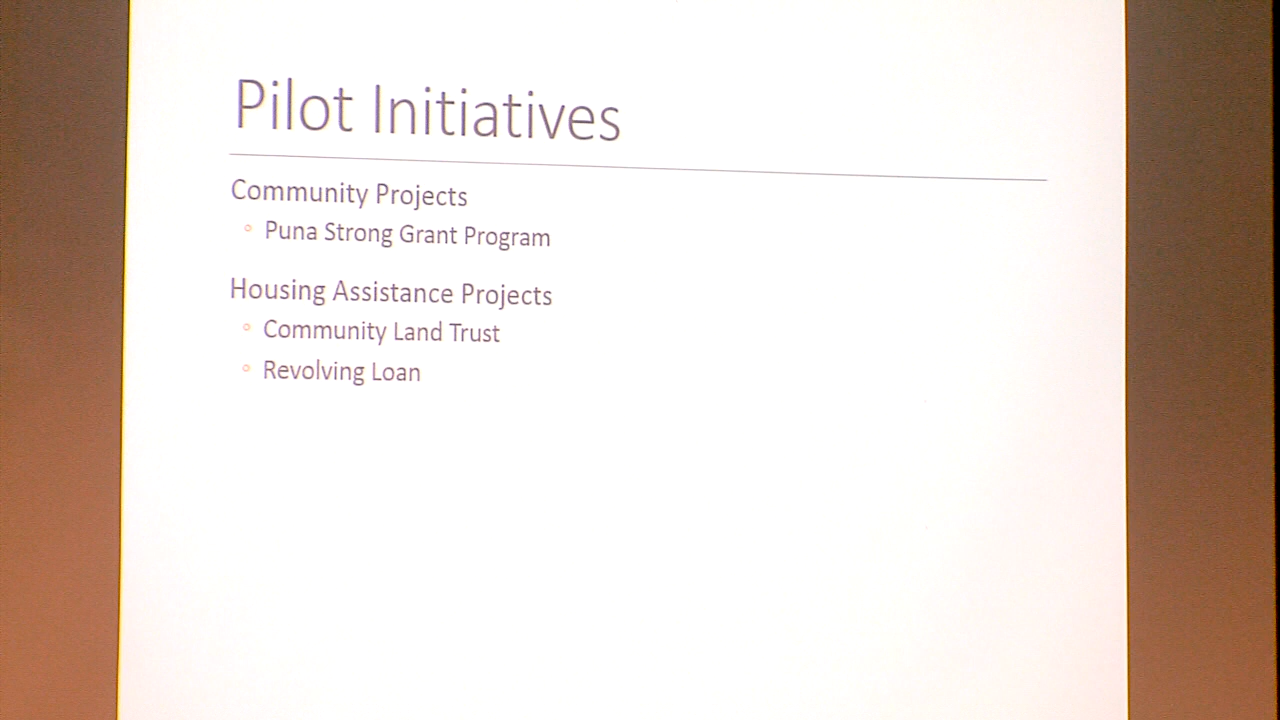 Pilot Initiatives
Community Projects
Puna Strong Grant Program
Housing Assistance Projects
Community Land Trust
Revolving Loan